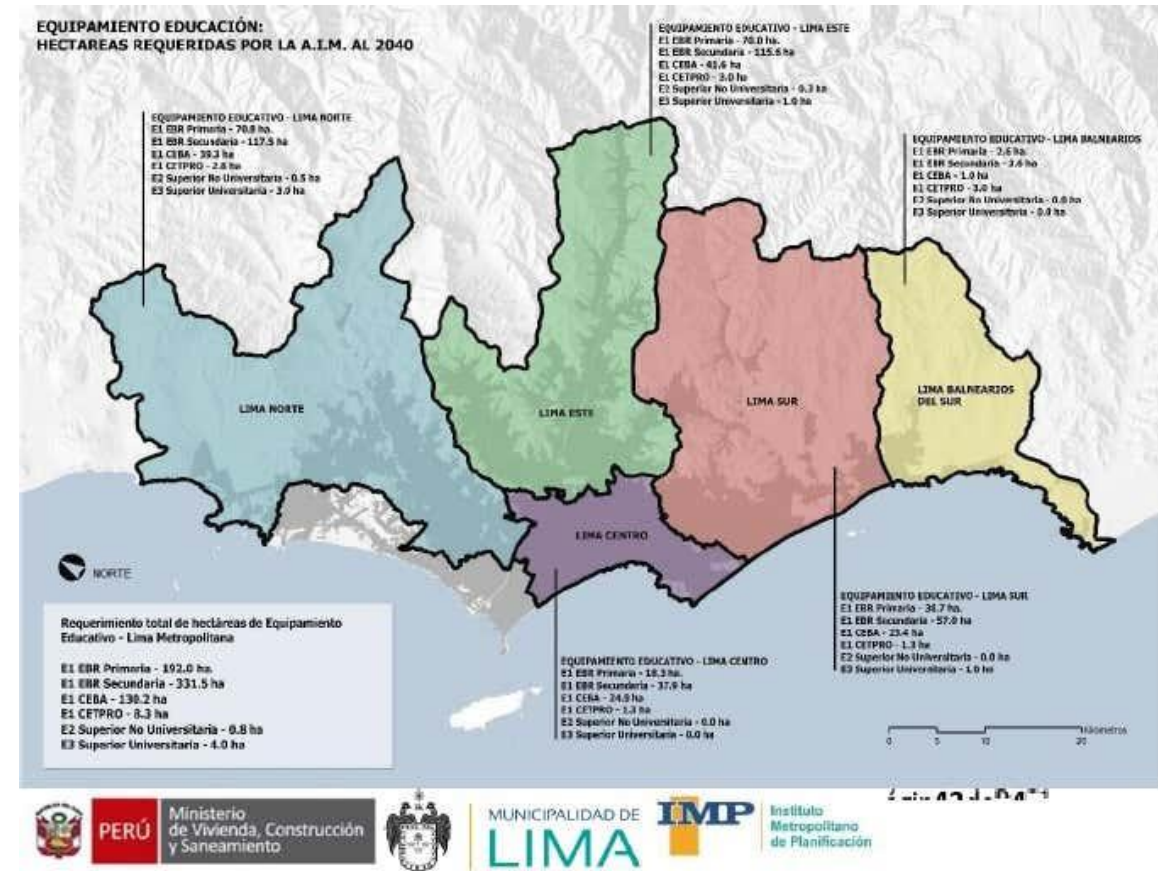 EQUIPAMIENTO EDUCACIÓN:
HECTAREAS REQUERIDAS POR LA A.I.M. AL 2040
EQUIPAMIENTO EDUCATIVO - LIMA ESTE
E1 EBR Primaria - 70.0 ha.
E1 EBR Secundaria - 115.6 ha
E1 CEBA - 41.6 ha
E1 CETPRO - 3.0 ha
E2 Superior No Universitaria - 0.3 ha
E3 Superior Universitaria - 1.0 ha
EQUIPAMIENTO EDUCATIVO - LIMA NORTE
E1 EBR Primaria - 70.8 ha.
E1 EBR Secundaria - 117.5 ha
E1 CEBA - 39.3 ha
E1 CETPRO - 2.6 ha
E2 Superior No Universitaria - 0.5 ha
E3 Superior Universitaria - 3.0 ha
EQUIPAMIENTO EDUCATIVO - LIMA BALNEARIOS
E1 EBR Primaria - 2.6 ha.
E1 EBR Secundaria - 3.6 ha
E1 CEBA - 1.0 ha
E1 CETPRO - 3.0 ha
E2 Superior No Universitaria - 0.0 ha
E3 Superior Universitaria - 0.0 ha
LIMA NORTE
LIMA ESTE
LIMA SUR
LIMA BALNEARIOS
DEL SUR
LIMA CENTRO
NORTE
Requerimiento total de hectáreas de Equipamiento
Educativo - Lima Metropolitana
E1 EBR Primaria - 192.0 ha.
E1 EBR Secundaria - 331.5 ha
E1 CEBA - 130.2 ha
E1 CETPRO - 8.3 ha
E2 Superior No Universitaria - 0.8 ha
E3 Superior Universitaria - 4.0 ha
EQUIPAMIENTO EDUCATIVO - LIMA CENTRO
E1 EBR Primaria - 18.3 ha.
E1 EBR Secundaria - 37.9 ha
E1 CEBA - 24.9 ha
E1 CETPRO - 1.3 ha
E2 Superior No Universitaria - 0.0 ha
E3 Superior Universitaria - 0.0 ha
EQUIPAMIENTO EDUCATIVO - LIMA SUR
E1 EBR Primaria - ha.
E1 EBR Secundaria - 57.0 ha
E1 CEBA - 23.4 ha
E1 CETPRO - 1.3 ha
E2 Superior No Universitaria - 0.0 ha
E3 Superior Universitaria - 1.0 ha
0 5 10 20 Kilómetros
PERÚ
Ministerio
de Vivienda, Construcción
y Saneamiento
MUNICIPALIDAD DE
LIMA
IMP
Instituto
Metropolitano
de Planificación